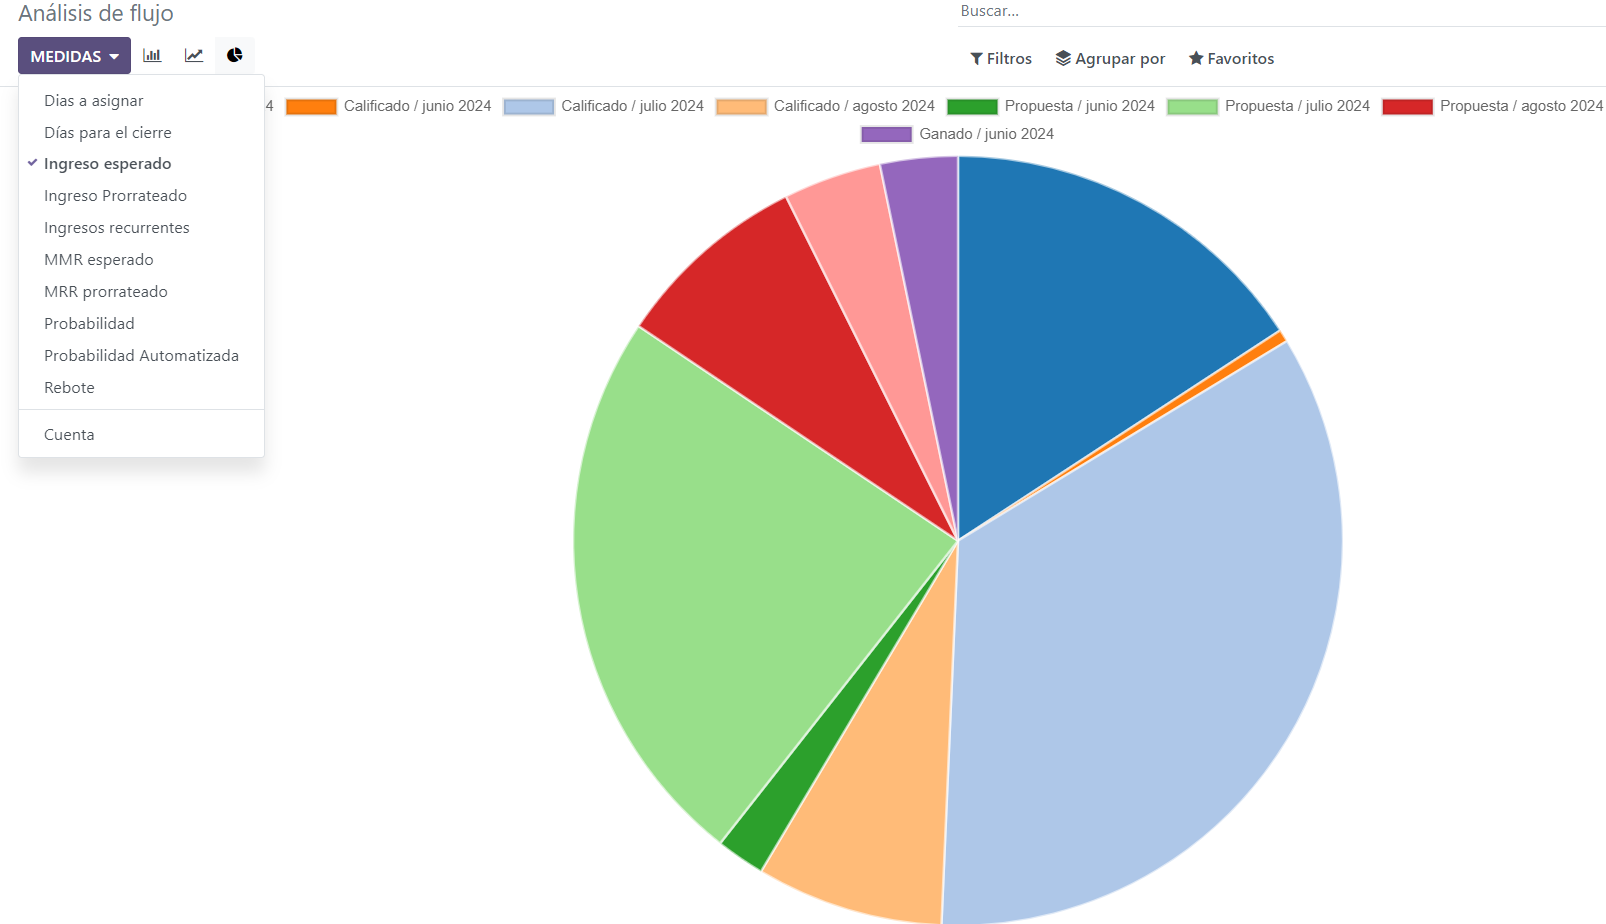 Análisis de flujo
Buscar...
MEDIDAS
Filtros
Agrupar por
Favoritos
Dias a asignar
Días para el cierre
Ingreso esperado
Ingreso Prorrateado
Ingresos recurrentes
MMR esperado
MRR prorrateado
Probabilidad
Probabilidad Automatizada
Rebote
Cuenta
4
Calificado / junio 2024
Calificado / julio 2024
Calificado / agosto 2024
Propuesta / junio 2024
Propuesta / julio 2024
Propuesta / agosto 2024
Ganado / junio 2024